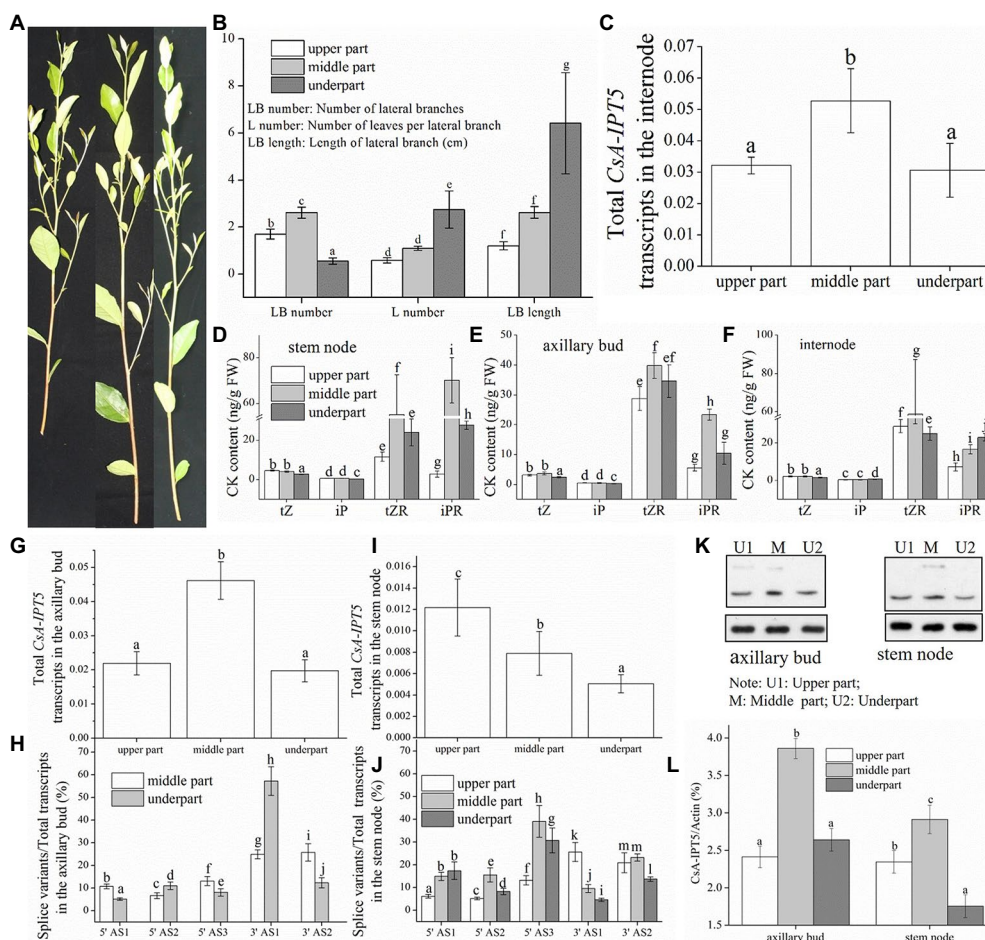 A
B
10
8
6
4
2
0
upper part
middle part
underpart
LB number: Number of lateral branches
L number: Number of leaves per lateral branch
LB length: Length of lateral branch (cm)
b c a
d d e
f f g
LB number L number LB length
C
Total CsA-IPT5
transcripts in the internode
0.07
0.06
0.05
0.04
0.03
0.02
0.01
0.00
a b a
upper part middle part underpart
D
stem node
CK content (ng/g FW)
80
60
20
0
upper part
middle part
underpart
b b a
d d c
e f e
g i h
tZ iP tZR iPR
E
axillary bud
CK content (ng/g FW)
50
40
30
20
10
0
b b a
d d c
e f ef
g h g
tZ iP tZR iPR
F
internode
CK content (ng/g FW)
100
80
60
20
0
b b a
c c d
f g e
h i j
tZ iP tZR iPR
G
Total CsA-IPT5
transcripts in the axillary bud
0.05
0.04
0.03
0.02
0.01
0.00
a b a
upper part middle part underpart
I
Total CsA-IPT5
transcripts in the stem node
0.016
0.014
0.012
0.010
0.008
0.006
0.004
0.002
0.000
c b a
upper part middle part underpart
K
U1 M U2
U1 M U2
axillary bud
stem node
Note: U1: Upper part;
M: Middle part; U2: Underpart
H
Splice variants/Total transcripts
in the axillary bud (%)
70
60
50
40
30
20
10
0
middle part
underpart
b a
c d
f e
g h
i j
5' AS1 5' AS2 5' AS3 3' AS1 3' AS2
J
Splice variants/Total transcripts
in the stem node (%)
70
60
50
40
30
20
10
0
upper part
middle part
underpart
a b b
c e d
f h g
k j i
m m l
5' AS1 5' AS2 5' AS3 3' AS1 3' AS2
L
CsA-IPT5/Actin (%)
4.0
3.5
3.0
2.5
2.0
1.5
upper part
middle part
underpart
a b a
b c a
axillary bud stem node